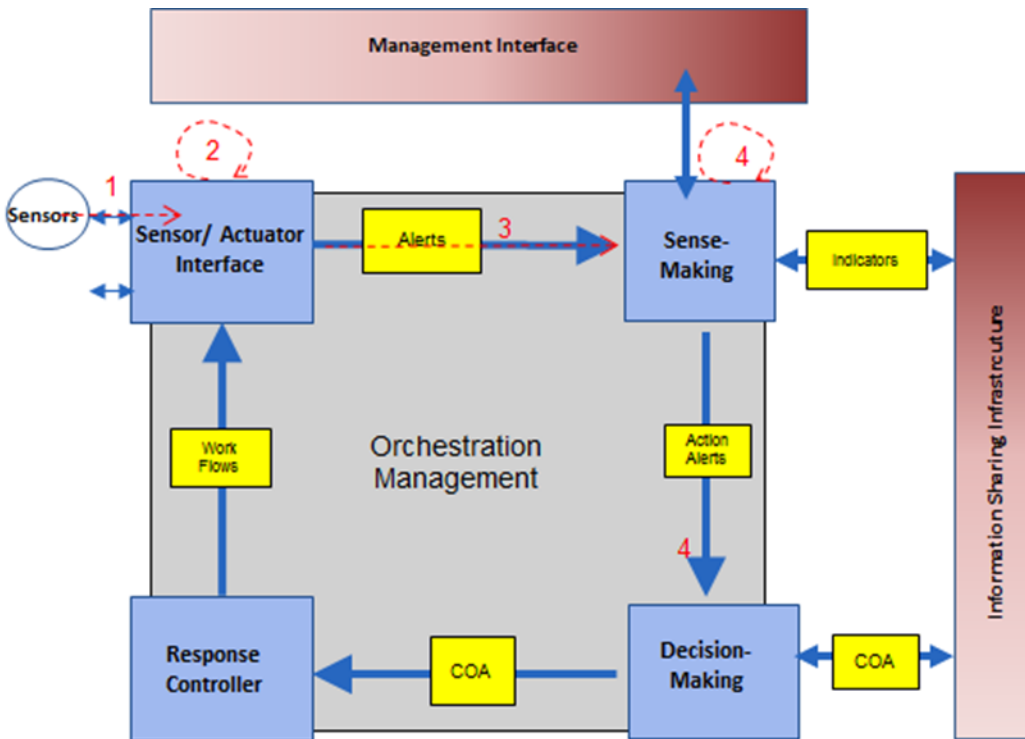 Management Interface
2
4
1
Sensors
Sensor/ Actuator
Interface
Alerts
3
Sense-
Making
Indicators
Work
Flows
Orchestration
Management
Action
Alerts
Information Sharing Infrastrcuture
4
Response
Controller
COA
Decision-
Making
COA